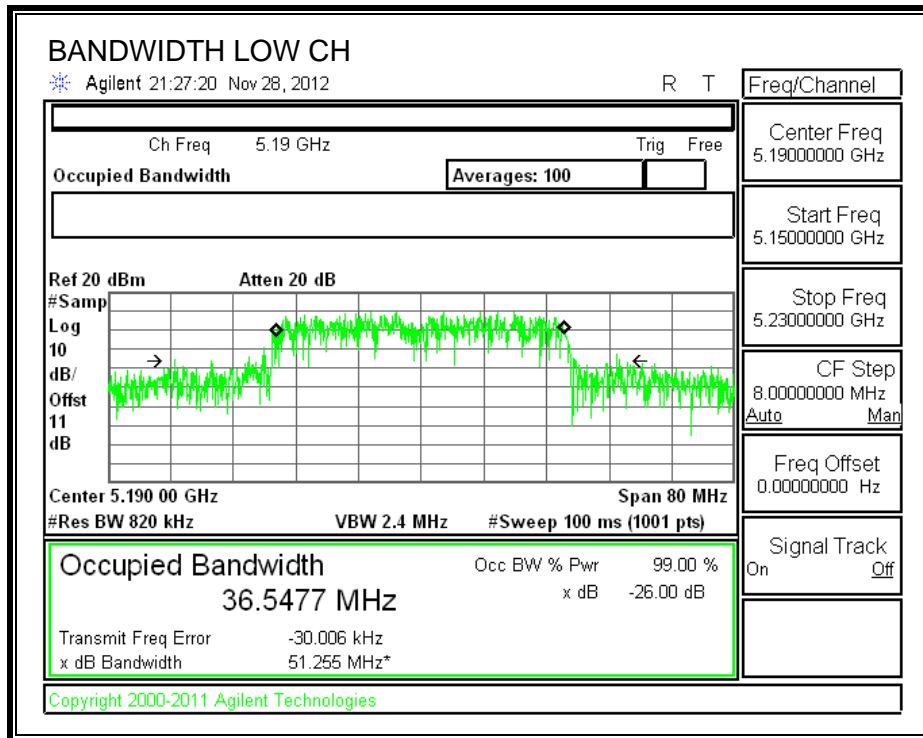 BANDWIDTH LOW CH
Agilent 21:27:20 Nov 28, 2012 R T
Freq/Channel
Ch Freq 5.19 GHz Trig Free
Occupied Bandwidth Averages: 100
Center Freq
5.19000000 GHz
Start Freq
5.15000000 GHz
Stop Freq
5.23000000 GHz
CF Step
8.00000000 MHz
Auto Man
Freq Offset
0.00000000 Hz
Signal Track
On Off
Ref 20 dBm Atten 20 dB
#Samp
Log
10
dB/
Offst
11
dB
Center 5.190 00 GHz Span 80 MHz
#Res BW 820 kHz VBW 2.4 MHz #Sweep 100 ms (1001 pts)
Occupied Bandwidth Occ BW % Pwr 99.00 %
36.5477 MHz x dB -26.00 dB
Transmit Freq Error -30.006 kHz
x dB Bandwidth 51.255 MHz*
Copyright 2000-2011 Agilent Technologies